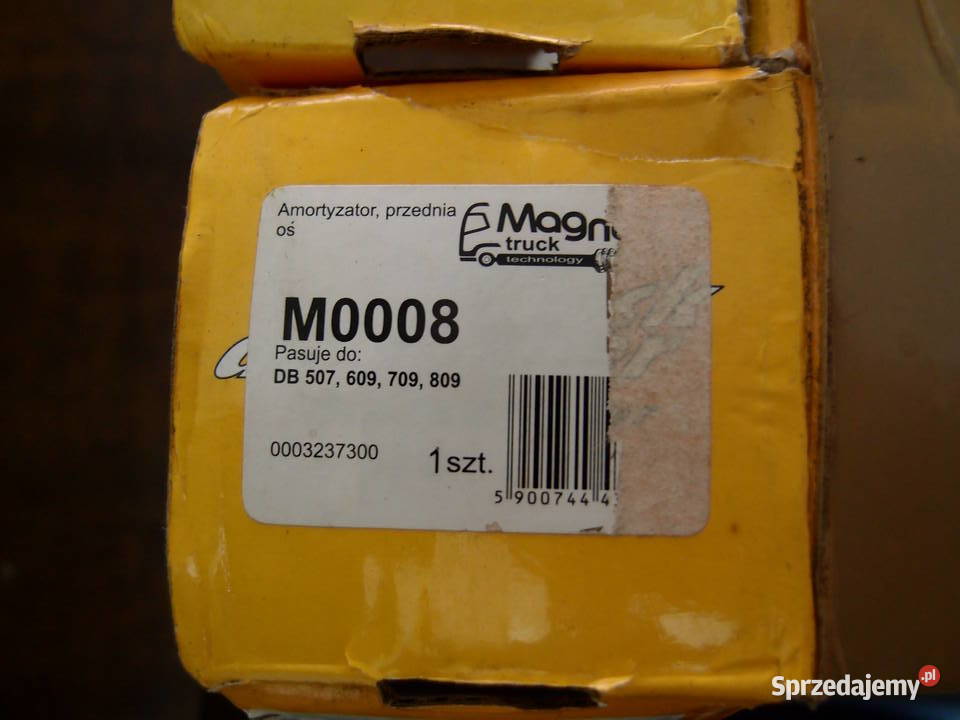 Amortyzator, przednia
oś
truck
technology
M0008
Pasuje do:
DB 507, 609, 709, 809
0003237300
1 szt.
5 900744 4
Sprzedajemy.pl